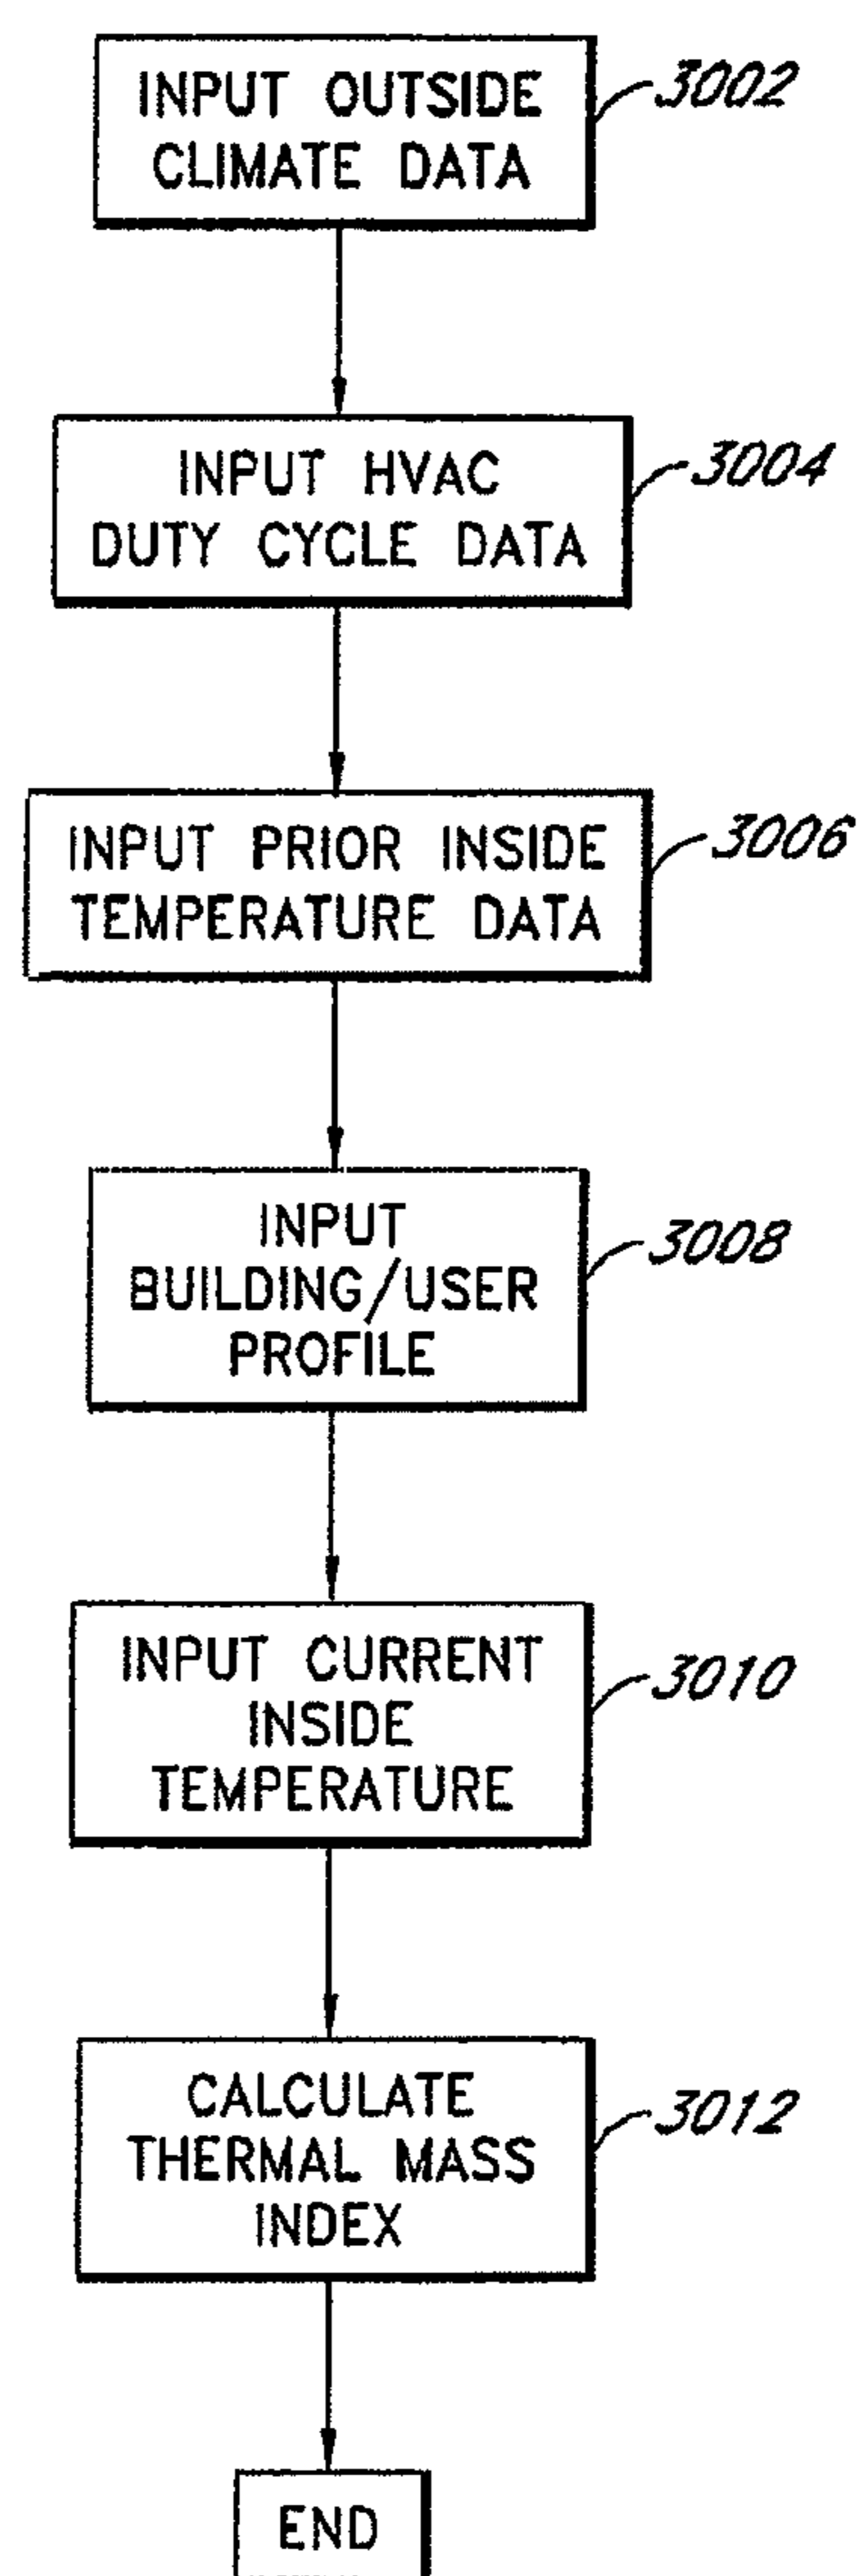 INPUT OUTSIDE
CLIMATE DATA
3002
INPUT HVAC
DUTY CYCLE DATA
3004
INPUT PRIOR INSIDE
TEMPERATURE DATA
3006
INPUT
BUILDING/USER
PROFILE
3008
INPUT CURRENT
INSIDE
TEMPERATURE
3010
CALCULATE
THERMAL MASS
INDEX
3012
END